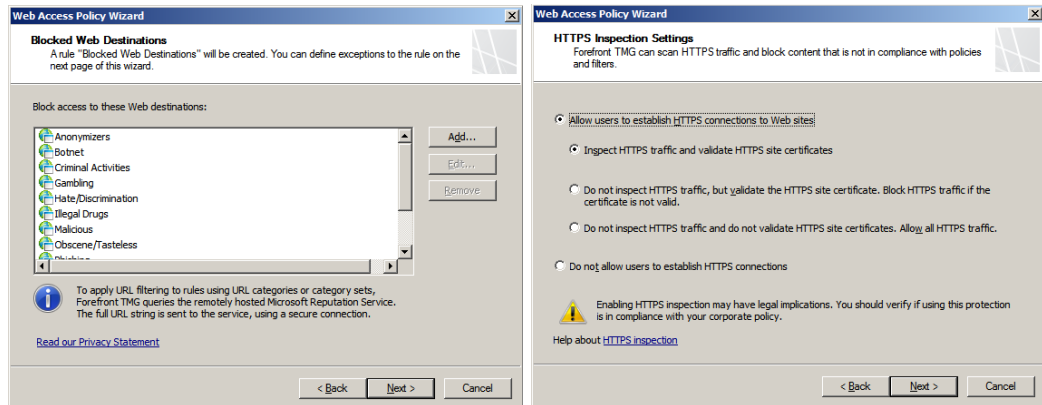 Web Access Policy Wizard
Blocked Web Destinations
A rule "Blocked Web Destinations" will be created. You can define exceptions to the rule on the
next page of this wizard.
Block access to these Web destinations:
Anonymizers
Botnet
Criminal Activities
Gambling
Hate/Discrimination
Illegal Drugs
Malicious
Obscene/Tasteless
Add...
Edit...
Remove
To apply URL filtering to rules using URL categories or category sets,
Forefront TMG queries the remotely hosted Microsoft Reputation Service.
The full URL string is sent to the service, using a secure connection.
Read our Privacy Statement
< Back
Next >
Cancel
Web Access Policy Wizard
HTTPS Inspection Settings
Forefront TMG can scan HTTPS traffic and block content that is not in compliance with policies
and filters.
Allow users to establish HTTPS connections to Web sites
Inspect HTTPS traffic and validate HTTPS site certificates
Do not inspect HTTPS traffic, but validate the HTTPS site certificate. Block HTTPS traffic if the
certificate is not valid.
Do not inspect HTTPS traffic and do not validate HTTPS site certificates. Allow all HTTPS traffic.
Do not allow users to establish HTTPS connections
Enabling HTTPS inspection may have legal implications. You should verify if using this protection
is in compliance with your corporate policy.
Help about HTTPS inspection
< Back
Next >
Cancel